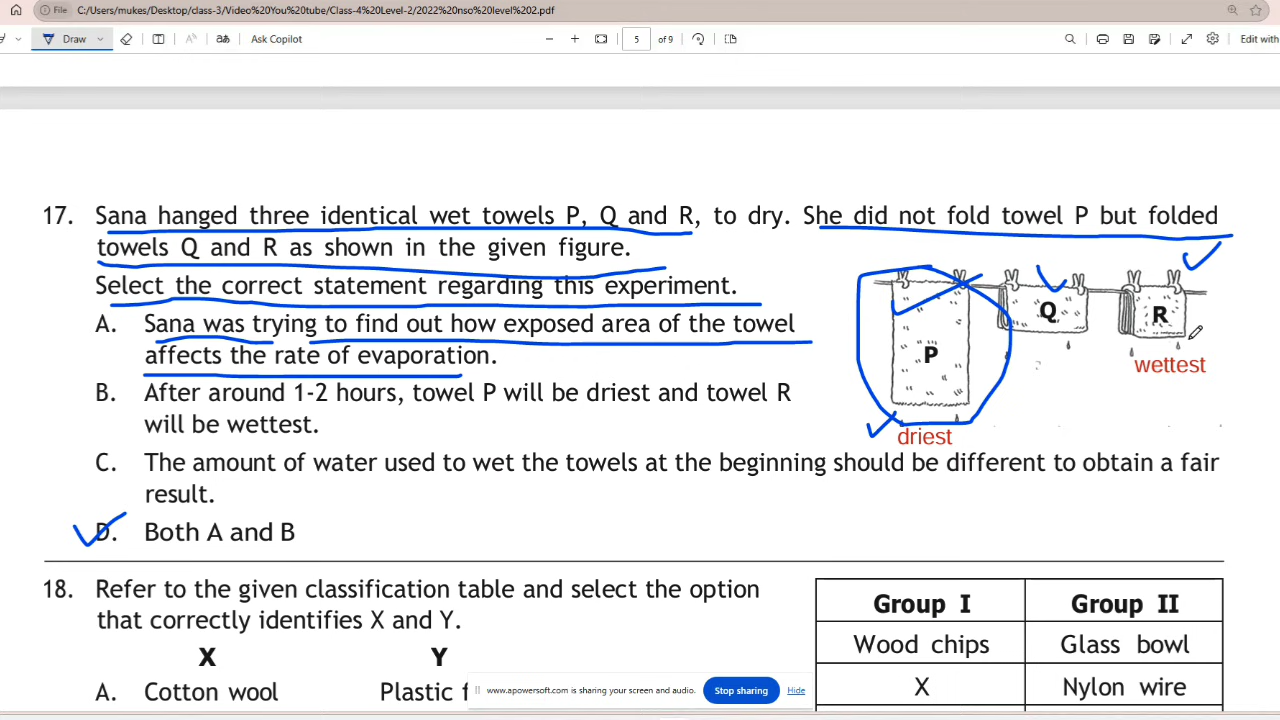 File C:/Users/mukes/Desktop/class-3/Video%20You%20tube/Class-4%20Level-2/2022%20nso%20level%202.pdf
Draw Ask Copilot 5 of 9 Edit with
17. Sana hanged three identical wet towels P, Q and R, to dry. She did not fold towel P but folded
towels Q and R as shown in the given figure.
Select the correct statement regarding this experiment.
A. Sana was trying to find out how exposed area of the towel
affects the rate of evaporation.
B. After around 1-2 hours, towel P will be driest and towel R
will be wettest.
P
Q
R
wettest
driest
C. The amount of water used to wet the towels at the beginning should be different to obtain a fair
result.
D. Both A and B
18. Refer to the given classification table and select the option
that correctly identifies X and Y.
X Y
A. Cotton wool Plastic f
Group I Group II
Wood chips Glass bowl
X Nylon wire
www.apowersoft.com is sharing your screen and audio. Stop sharing Hide